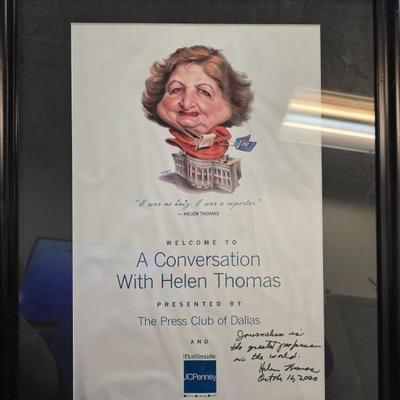 "I was no lady, I was a reporter"
— HELEN THOMAS
WELCOME TO
A Conversation
With Helen Thomas
PRESENTED BY
The Press Club of Dallas
AND
it's all inside.
JCPenney
Journalism is
the greatest profession
in the world.
Helen Thomas
October 16, 2000